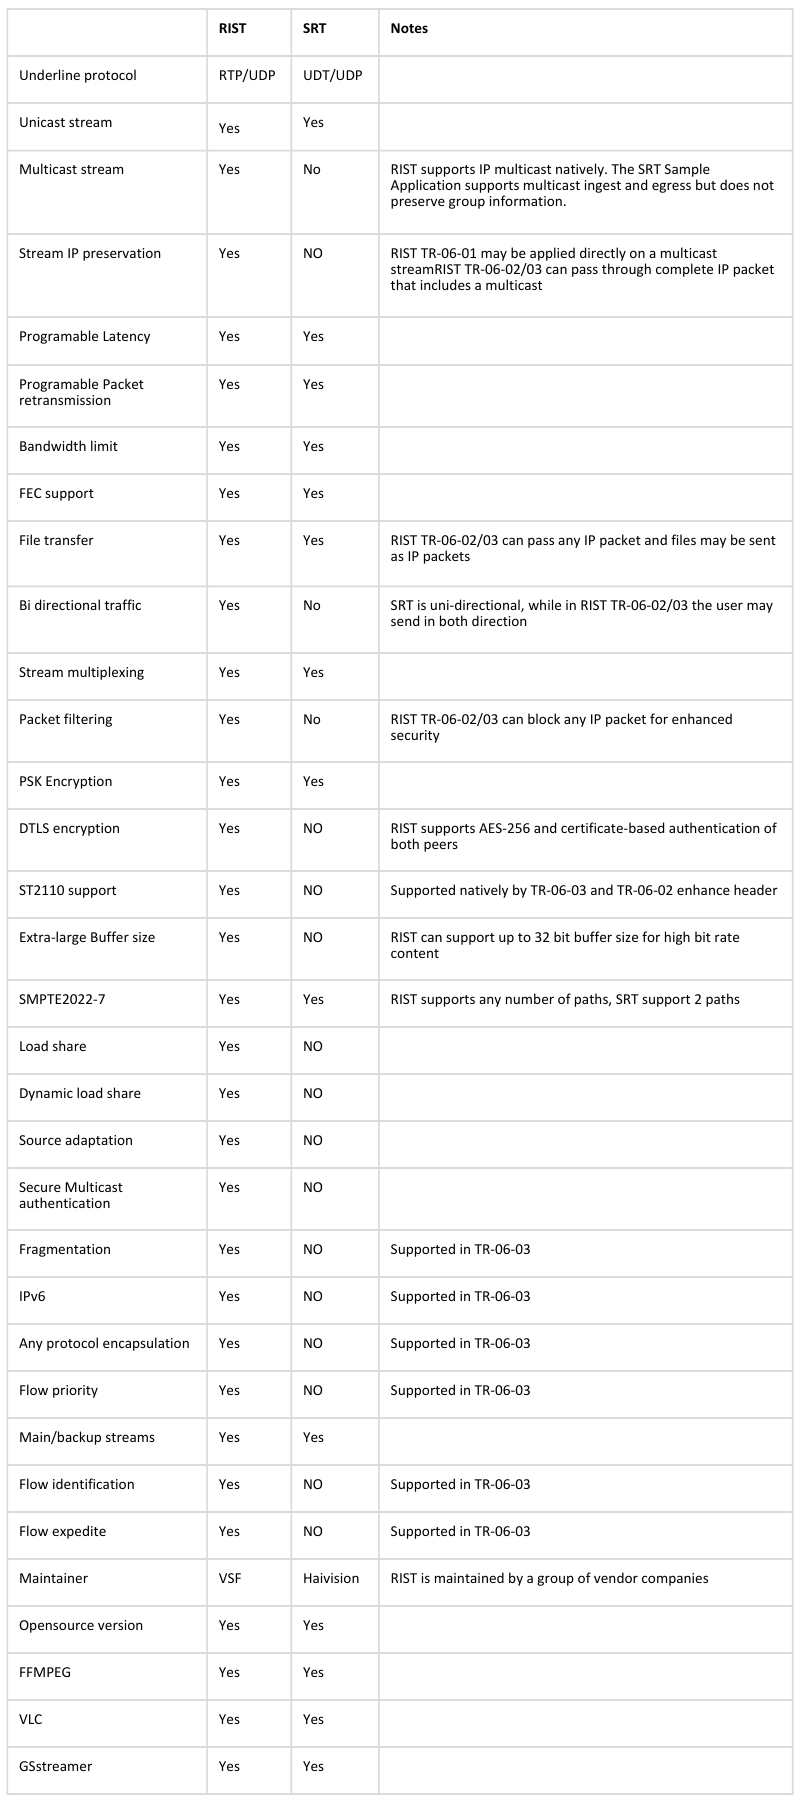 RIST SRT Notes
Underline protocol RTP/UDP UDT/UDP
Unicast stream Yes Yes
Multicast stream Yes No RIST supports IP multicast natively. The SRT Sample
Application supports multicast ingest and egress but does not
preserve group information.
Stream IP preservation Yes NO RIST TR-06-01 may be applied directly on a multicast
streamRIST TR-06-02/03 can pass through complete IP packet
that includes a multicast
Programable Latency Yes Yes
Programable Packet Yes Yes
retransmission
Bandwidth limit Yes Yes
FEC support Yes Yes
File transfer Yes Yes RIST TR-06-02/03 can pass any IP packet and files may be sent
as IP packets
Bi directional traffic Yes No SRT is uni-directional, while in RIST TR-06-02/03 the user may
send in both direction
Stream multiplexing Yes Yes
Packet filtering Yes No RIST TR-06-02/03 can block any IP packet for enhanced
security
PSK Encryption Yes Yes
DTLS encryption Yes NO RIST supports AES-256 and certificate-based authentication of
both peers
ST2110 support Yes NO Supported natively by TR-06-03 and TR-06-02 enhance header
Extra-large Buffer size Yes NO RIST can support up to 32 bit buffer size for high bit rate
content
SMPTE2022-7 Yes Yes RIST supports any number of paths, SRT support 2 paths
Load share Yes NO
Dynamic load share Yes NO
Source adaptation Yes NO
Secure Multicast Yes NO
authentication
Fragmentation Yes NO Supported in TR-06-03
IPv6 Yes NO Supported in TR-06-03
Any protocol encapsulation Yes NO Supported in TR-06-03
Flow priority Yes NO Supported in TR-06-03
Main/backup streams Yes Yes
Flow identification Yes NO Supported in TR-06-03
Flow expedite Yes NO Supported in TR-06-03
Maintainer VSF Haivision RIST is maintained by a group of vendor companies
Opensource version Yes Yes
FFMPEG Yes Yes
VLC Yes Yes
GSstreamer Yes Yes